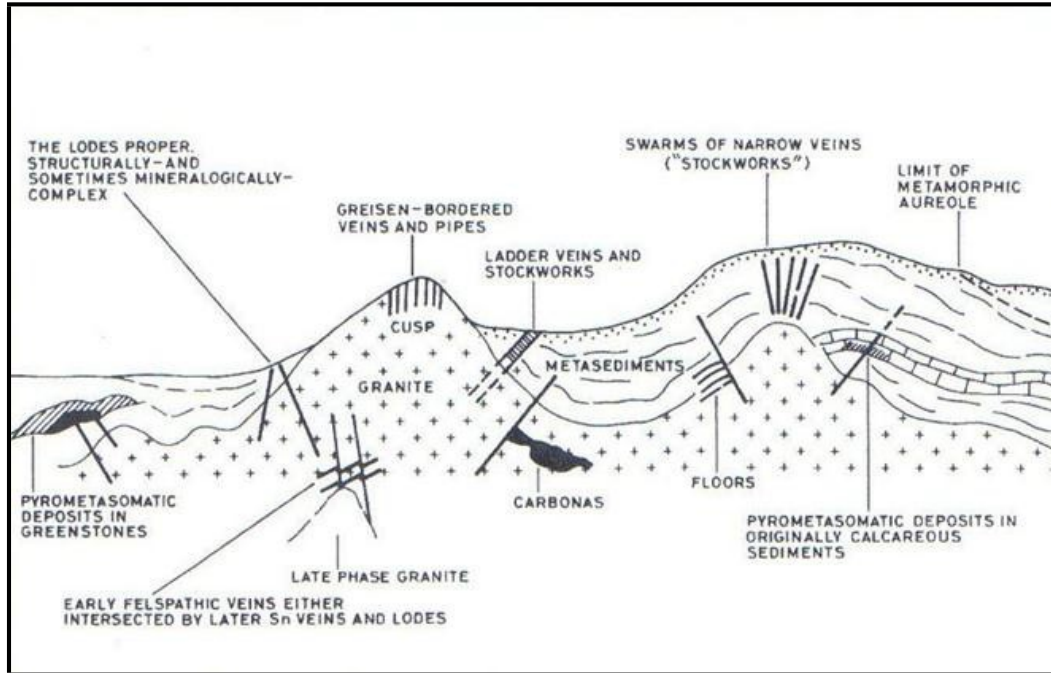 THE LODES PROPER.
STRUCTURALLY-AND
SOMETIMES MINERALOGICALLY-
COMPLEX
GREISEN-BORDERED
VEINS AND PIPES
LADDER VEINS AND
STOCKWORKS
SWARMS OF NARROW VEINS
("STOCKWORKS")
LIMIT OF
METAMORPHIC
AUREOLE
CUSP
GRANITE
METASEDIMENTS
PYROMETASOMATIC
DEPOSITS IN
GREENSTONES
CARBONAS
FLOORS
PYROMETASOMATIC DEPOSITS IN
ORIGINALLY CALCAREOUS
SEDIMENTS
LATE PHASE GRANITE
EARLY FELSPATHIC VEINS EITHER
INTERSECTED BY LATER Sn VEINS AND LODES